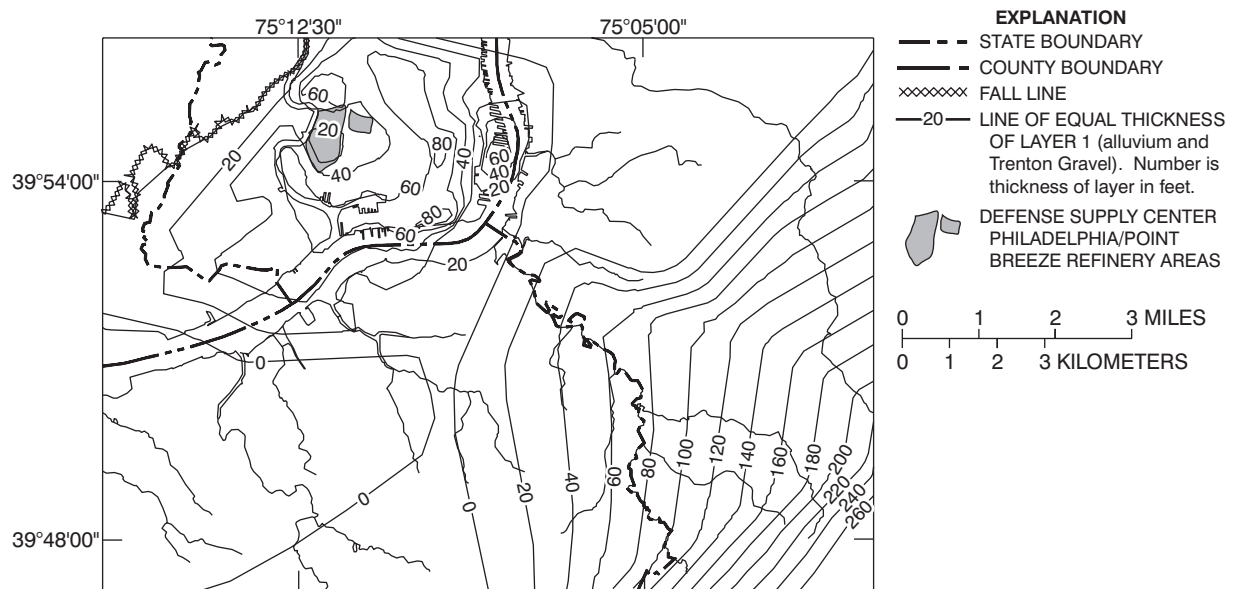 75°12'30"
75°05'00"
39°54'00"
39°48'00"
60
20
40
20
80
40
60
80
60
60
40
20
20
0
0
0
20
40
60
80
100
120
140
160
180
200
220
240
260
EXPLANATION
STATE BOUNDARY
COUNTY BOUNDARY
FALL LINE
20
LINE OF EQUAL THICKNESS
OF LAYER 1 (alluvium and
Trenton Gravel). Number is
thickness of layer in feet.
DEFENSE SUPPLY CENTER
PHILADELPHIA/POINT
BREEZE REFINERY AREAS
0 1 2 3 MILES
0 1 2 3 KILOMETERS